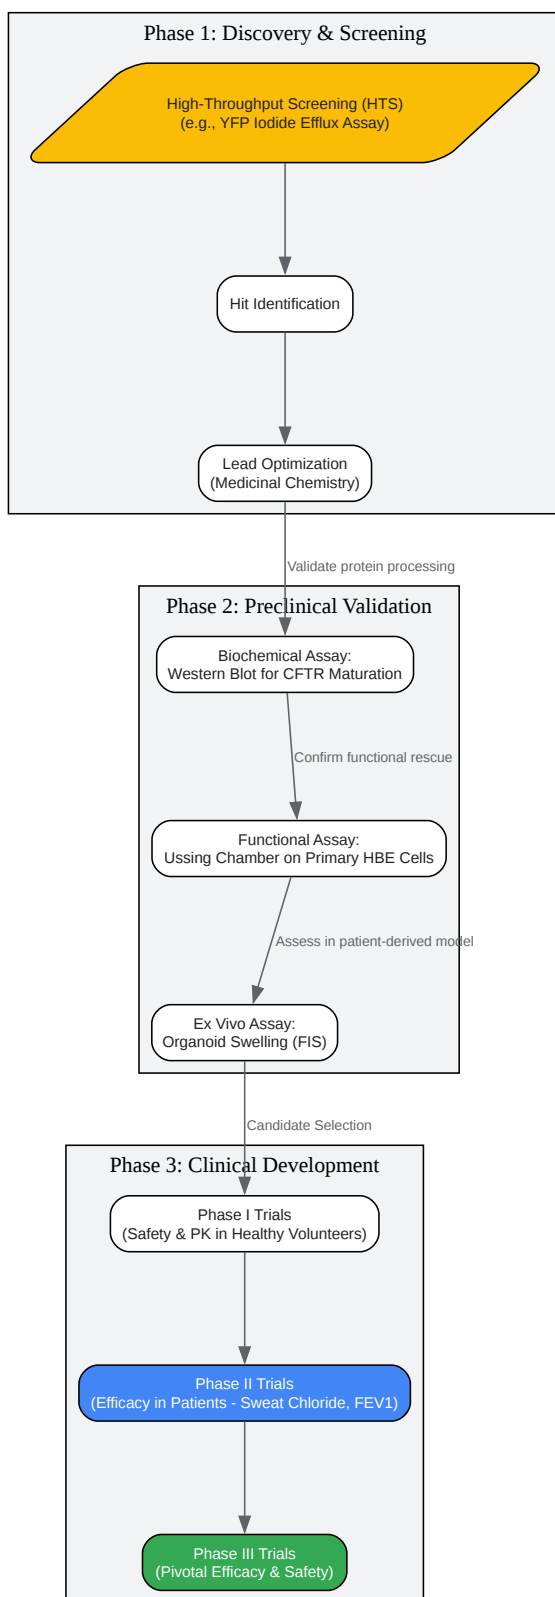 Phase 1: Discovery & Screening
High-Throughput Screening (HTS)
(e.g., YFP Iodide Efflux Assay)
Hit Identification
Lead Optimization
(Medicinal Chemistry)
Validate protein processing
Phase 2: Preclinical Validation
Biochemical Assay:
Western Blot for CFTR Maturation
Confirm functional rescue
Functional Assay:
Ussing Chamber on Primary HBE Cells
Assess in patient-derived model
Ex Vivo Assay:
Organoid Swelling (FIS)
Candidate Selection
Phase 3: Clinical Development
Phase I Trials
(Safety & PK in Healthy Volunteers)
Phase II Trials
(Efficacy in Patients - Sweat Chloride, FEV1)
Phase III Trials
(Pivotal Efficacy & Safety)